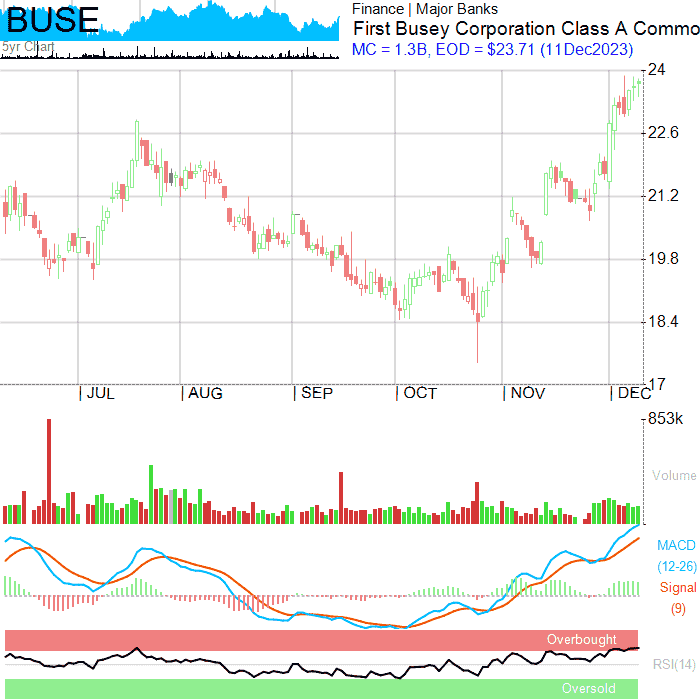 BUSE
5yr Chart
Finance | Major Banks
First Busey Corporation Class A Commo
MC = 1.3B, EOD = $23.71 (11Dec2023)
24
22.6
21.2
19.8
18.4
17
JUL
AUG
SEP
OCT
NOV
DEC
853k
Volume
MACD
(12-26)
Signal
(9)
Overbought
RSI(14)
Oversold